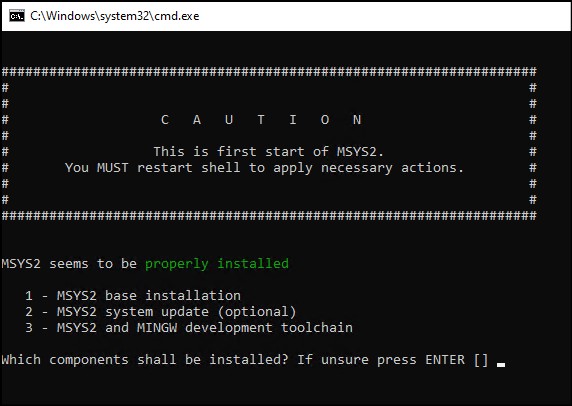 C:\Windows\system32\cmd.exe
###################################################################
#                                                                 #
#                                                                 #
#                   C   A   U   T   I   O   N                     #
#                                                                 #
#                  This is first start of MSYS2.                  #
#       You MUST restart shell to apply necessary actions.        #
#                                                                 #
#                                                                 #
###################################################################
MSYS2 seems to be properly installed
1 - MSYS2 base installation
2 - MSYS2 system update (optional)
3 - MSYS2 and MINGW development toolchain
Which components shall be installed? If unsure press ENTER []